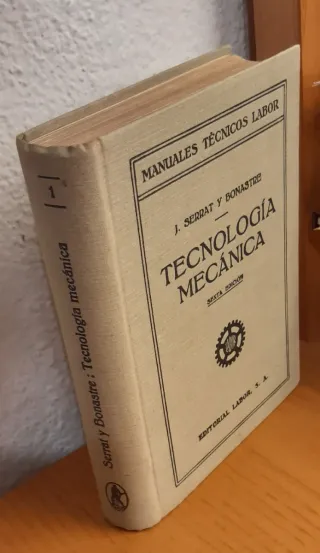 MANUALES TÉCNICOS LABOR
J. SERRAT Y BONASTRE
TECNOLOGÍA
MECÁNICA
SEXTA EDICIÓN
EDITORIAL LABOR, S. A.
1
Serrat y Bonastre : Tecnología mecánica